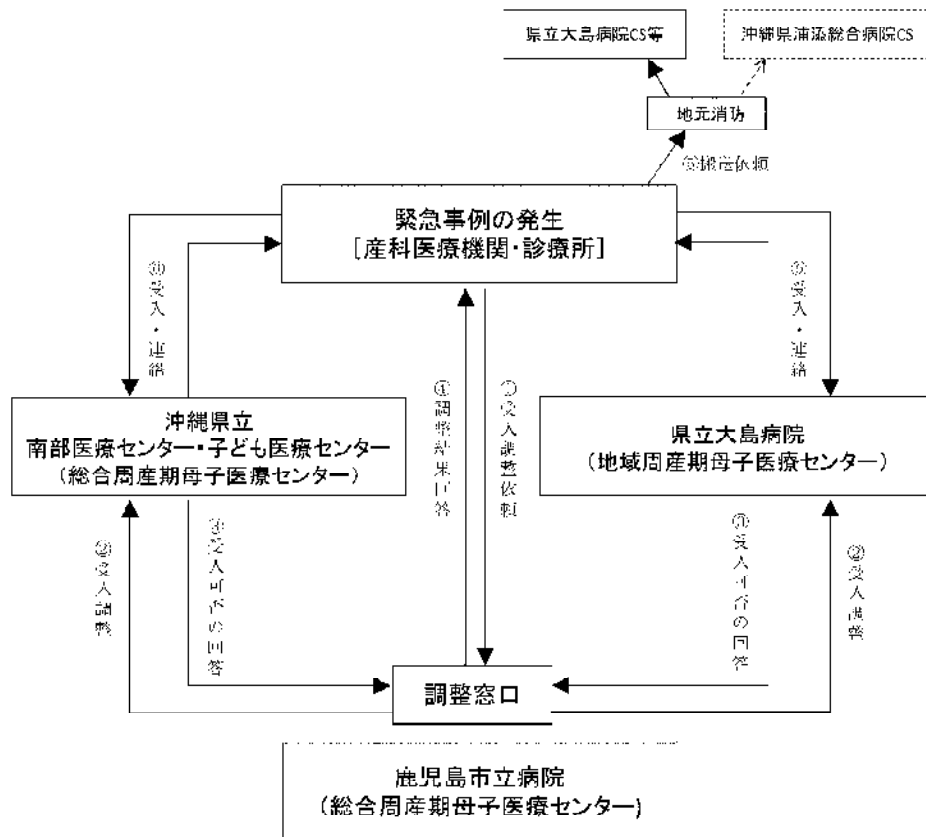 県立大島病院CS等
沖縄県浦添総合病院CS
地元消防
搬送依頼
緊急事例の発生
［産科医療機関・診療所］
受入・連絡
受入・連絡
沖縄県立
南部医療センター・子ども医療センター
（総合周産期母子医療センター）
④調整結果回答
①受入調整依頼
県立大島病院
（地域周産期母子医療センター）
②受入調整
③受入可否の回答
受入可否の回答
②受入調整
調整窓口
鹿児島市立病院
（総合周産期母子医療センター)